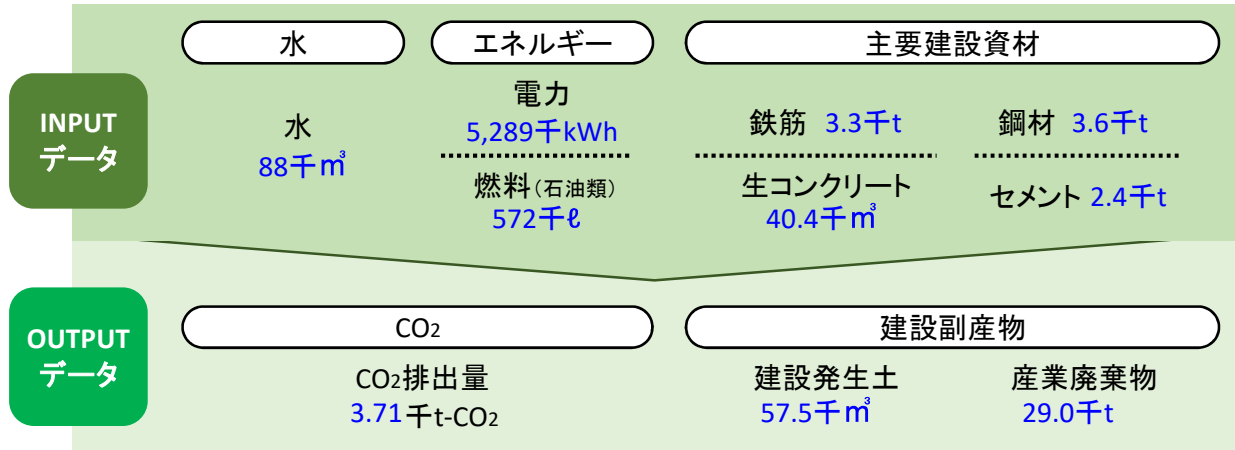 INPUT
データ
水
エネルギー
主要建設資材
水
88千㎥
電力
5,289千kWh
燃料(石油類)
572千ℓ
鉄筋 3.3千t
鋼材 3.6千t
生コンクリート
40.4千㎥
セメント 2.4千t
OUTPUT
データ
CO₂
建設副産物
CO₂排出量
3.71千t-CO₂
建設発生土
57.5千㎥
産業廃棄物
29.0千t